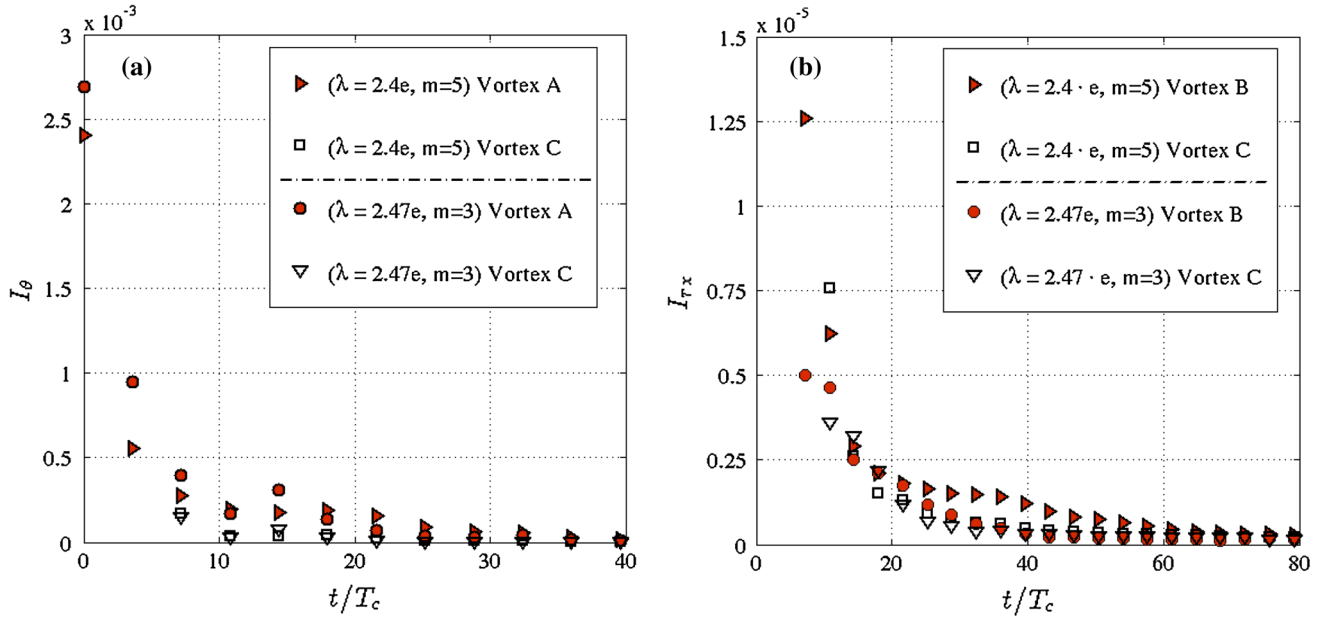 x 10⁻³
3
2.5
2
1.5
1
0.5
0
0 10 20 30 40
I_θ
t/T_c
(a)
(λ = 2.4e, m=5) Vortex A
(λ = 2.4e, m=5) Vortex C
(λ = 2.47e, m=3) Vortex A
(λ = 2.47e, m=3) Vortex C
x 10⁻⁵
1.5
1.25
1
0.75
0.5
0.25
0
0 20 40 60 80
I_τx
t/T_c
(b)
(λ = 2.4 · e, m=5) Vortex B
(λ = 2.4 · e, m=5) Vortex C
(λ = 2.47e, m=3) Vortex B
(λ = 2.47 · e, m=3) Vortex C